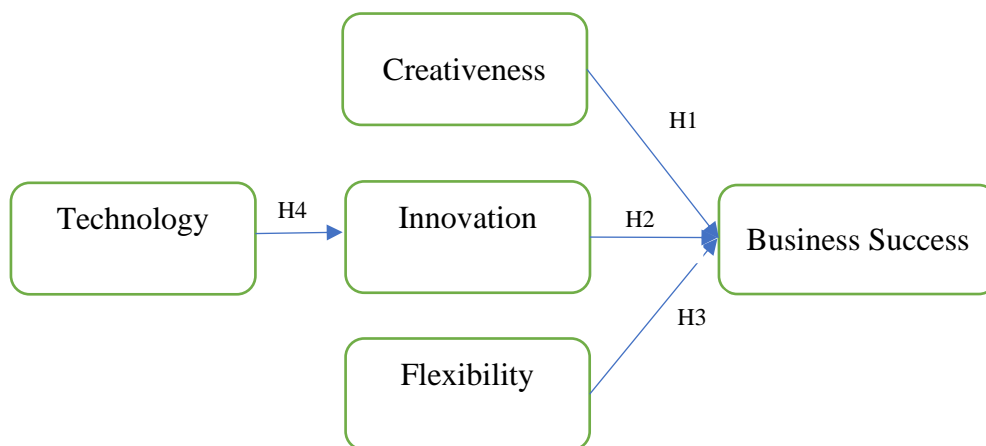 Creativeness
H1
Technology
H4
Innovation
H2
Business Success
H3
Flexibility